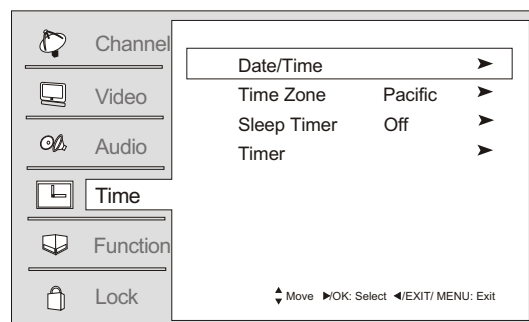 Channel
Video
Audio
Time
Function
Lock
Date/Time ➤
Time Zone Pacific ➤
Sleep Timer Off ➤
Timer ➤
▲▼ Move ▶/OK: Select ◀/EXIT/ MENU: Exit